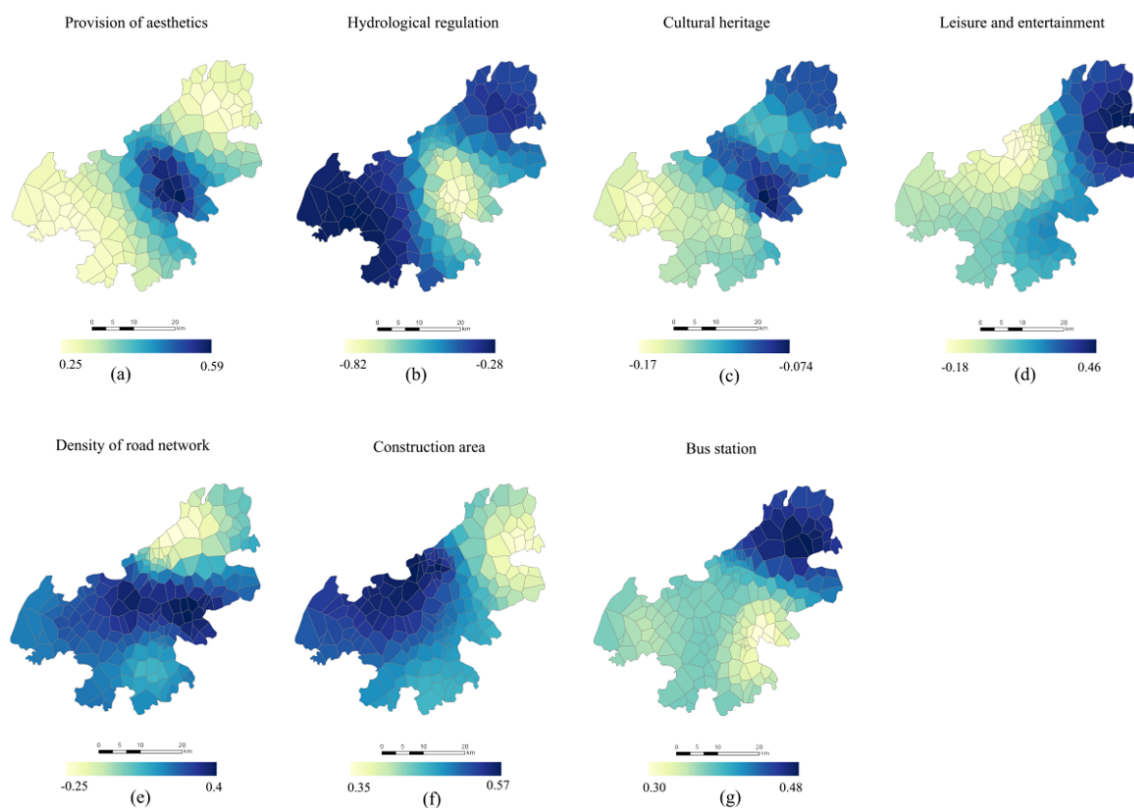 Provision of aesthetics
Hydrological regulation
Cultural heritage
Leisure and entertainment
0 5 10 20
km
0 5 10 20
km
0 5 10 20
km
0 5 10 20
km
0.25 0.59
-0.82 -0.28
-0.17 -0.074
-0.18 0.46
(a)
(b)
(c)
(d)
Density of road network
Construction area
Bus station
0 5 10 20
km
0 5 10 20
km
0 5 10 20
km
-0.25 0.4
0.35 0.57
0.30 0.48
(e)
(f)
(g)